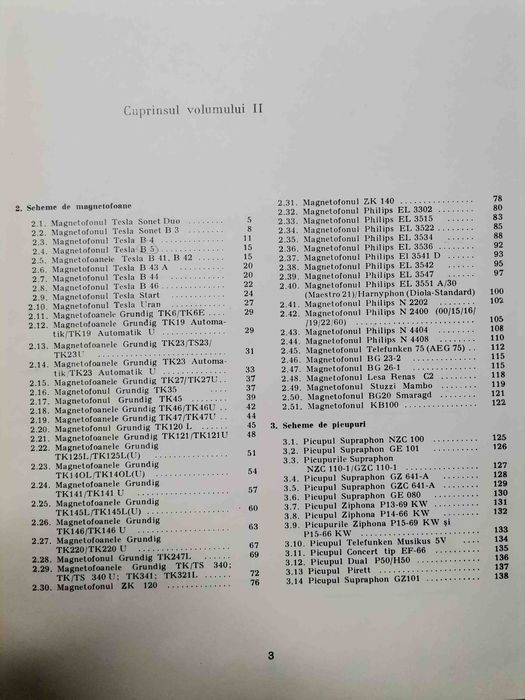 Cuprinsul volumului II
2. Scheme de magnetofoane
2.1. Magnetofonul Tesla Sonet Duo ........ 5
2.2. Magnetofonul Tesla Sonet B 3 ........ 8
2.3. Magnetofonul Tesla B 4 ............ 11
2.4. Magnetofonul Tesla (B 5) ........... 15
2.5. Magnetofoanele Tesla B 41, B 42 ...... 15
2.6. Magnetofonul Tesla B 43 A ......... 20
2.7. Magnetofonul Tesla B 44 .......... 20
2.8. Magnetofonul Tesla B 46 ........... 22
2.9. Magnetofonul Tesla Start .......... 24
2.10. Magnetofonul Tesla Uran ......... 27
2.11. Magnetofoanele Grundig TK6/TK6E .... 29
2.12. Magnetofoanele Grundig TK19 Automa-
tik/TK19 Automatik U ............ 29
2.13. Magnetofoanele Grundig TK23/TS23/
TK23U ................. 31
2.14. Magnetofoanele Grundig TK23 Automa-
tik/TK23 Automatik U ........... 33
2.15. Magnetofoanele Grundig TK27/TK27U.. 37
2.16. Magnetofonul Grundig TK35 .... 37
2.17. Magnetofonul Grundig TK45 .... 39
2.18. Magnetofoanele Grundig TK46/TK46U .. 42
2.19. Magnetofoanele Grundig TK47/TK47U .. 44
2.20. Magnetofonul Grundig TK120 L ...... 45
2.21. Magnetofoanele Grundig TK121/TK121U 48
2.22. Magnetofoanele Grundig
TK125L/TK125L(U) .......... 51
2.23. Magnetofoanele Grundig
TK14OL/TK14OL(U) ........... 54
2.24. Magnetofoanele Grundig
TK141/TK141 U ............ 57
2.25. Magnetofoanele Grundig
TK145L/TK145L(U) ........... 60
2.26. Magnetofoanele Grundig
TK146/TK146 U ............ 63
2.27. Magnetofoanele Grundig
TK220/TK220 U ............ 67
2.28. Magnetofonul Grundig TK247L 69
2.29. Magnetofoanele Grundig TK/TS 340;
TK/TS 340 U; TK341; TK321L ...... 72
2.30. Magnetofonul ZK 120 ............ 76
2.31. Magnetofonul ZK 140 ................ 78
2.32. Magnetofonul Philips EL 3302 ........ 80
2.33. Magnetofonul Philips EL 3515 ...... 83
2.34. Magnetofonul Philips EL 3522 ........ 85
2.35. Magnetofonul Philips EL 3534 ...... 88
2.36. Magnetofonul Philips EL 3536 ........ 92
2.37. Magnetofonul Philips El 3541 D ...... 93
2.38. Magnetofonul Philips EL 3542 ...... 95
2.39. Magnetofonul Philips EL 3547 ...... 97
2.40. Magnetofonul Philips EL 3551 A/30
(Maestro 21)/Harnyphon (Diola-Standard) 100
2.41. Magnetofonul Philips N 2202 ........ 102
2.42. Magnetofonul Philips N 2400 (00/15/16/
/19/22/60) ..................... 105
2.43. Magnetofonul Philips N 4404 ........ 108
2.44. Magnetofonul Philips N 4408 ........ 110
2.45. Magnetofonul Telefunken 75 (AEG 75) .. 112
2.46. Magnetofonul BG 23-2 ............ 115
2.47. Magnetofonul BG 26-1 ............ 115
2.48. Magnetofonul Lesa Renas C2 ........ 118
2.49. Magnetofonul Stuzzi Mambo ........ 119
2.50. Magnetofonul BG20 Smaragd ........ 121
2.51. Magnetofonul KB100 .............. 122
3. Scheme de picupuri
3.1. Picupul Supraphon NZC 100 .......... 125
3.2. Picupul Supraphon GE 101 .......... 126
3.3. Picupurile Supraphon
NZC 110-1/GZC 110-1 ............ 127
3.4. Picupul Supraphon GZ 641-A ........ 128
3.5. Picupul Supraphon GZC 641-A ........ 129
3.6. Picupul Supraphon GE 080 .......... 130
3.7. Picupul Ziphona P13-69 KW ........ 131
3.8. Picupul Ziphona P14-66 KW ........ 132
3.9. Picupurile Ziphona P15-69 KW și
P15-66 KW .................. 133
3.10. Picupul Telefunken Musikus 5V ...... 134
3.11. Picupul Concert tip EF-66 .......... 135
3.12. Picupul Dual P50/H50 ............ 136
3.13 Picupul Pirett .................. 137
3.14 Picupul Supraphon GZ101 .......... 138
3